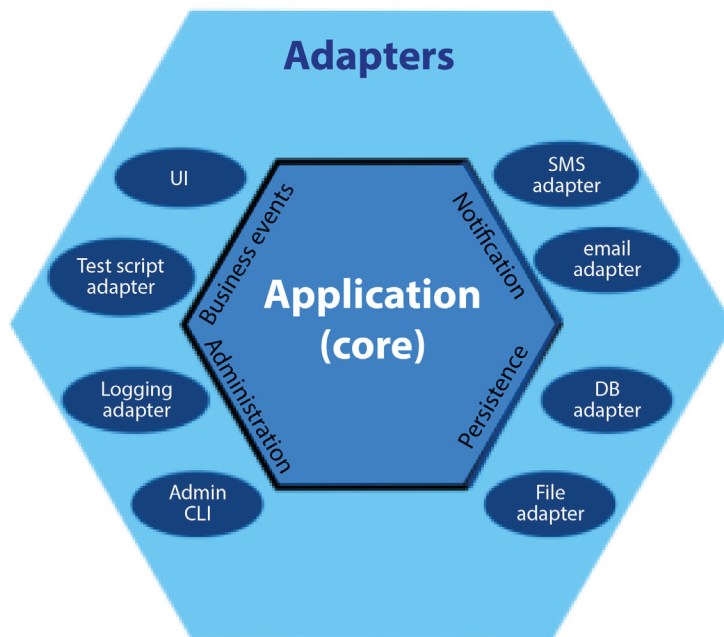 Adapters
UI
SMS
adapter
Test script
adapter
email
adapter
Business events
Notification
Application
(core)
Administration
Persistence
Logging
adapter
DB
adapter
Admin
CLI
File
adapter